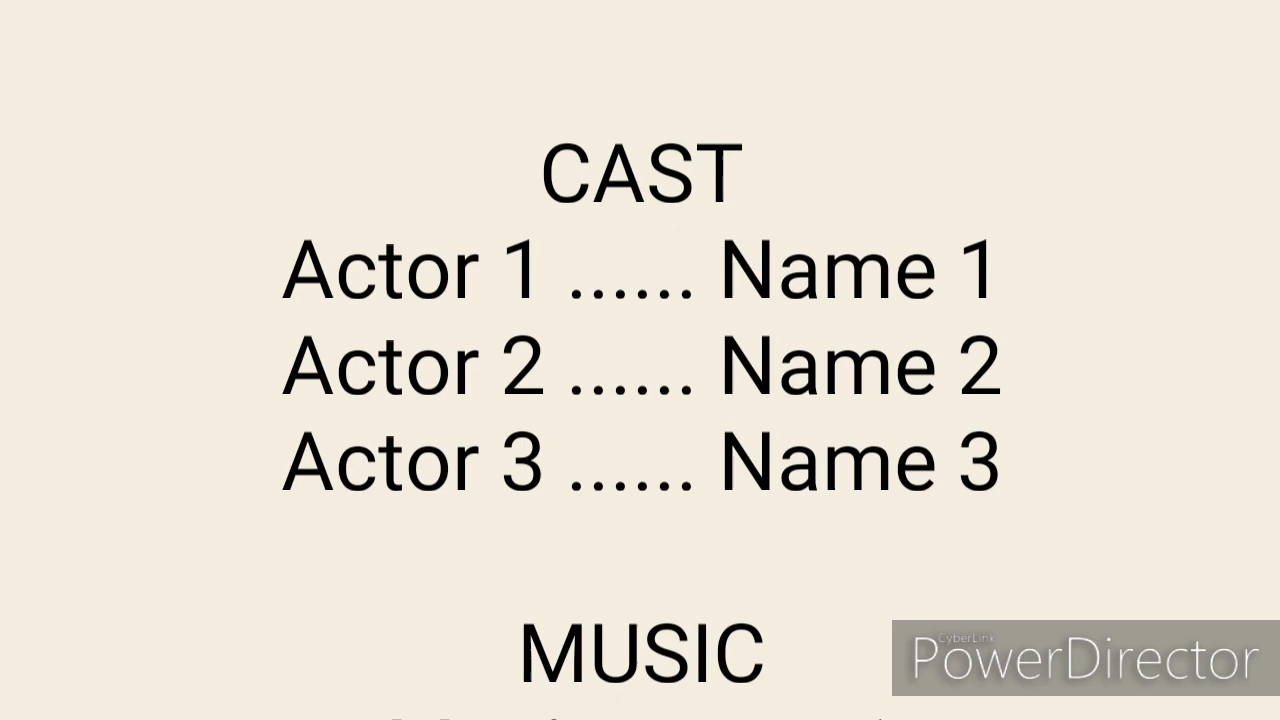 CAST
Actor 1 ...... Name 1
Actor 2 ...... Name 2
Actor 3 ...... Name 3
MUSIC
CyberLink
PowerDirector